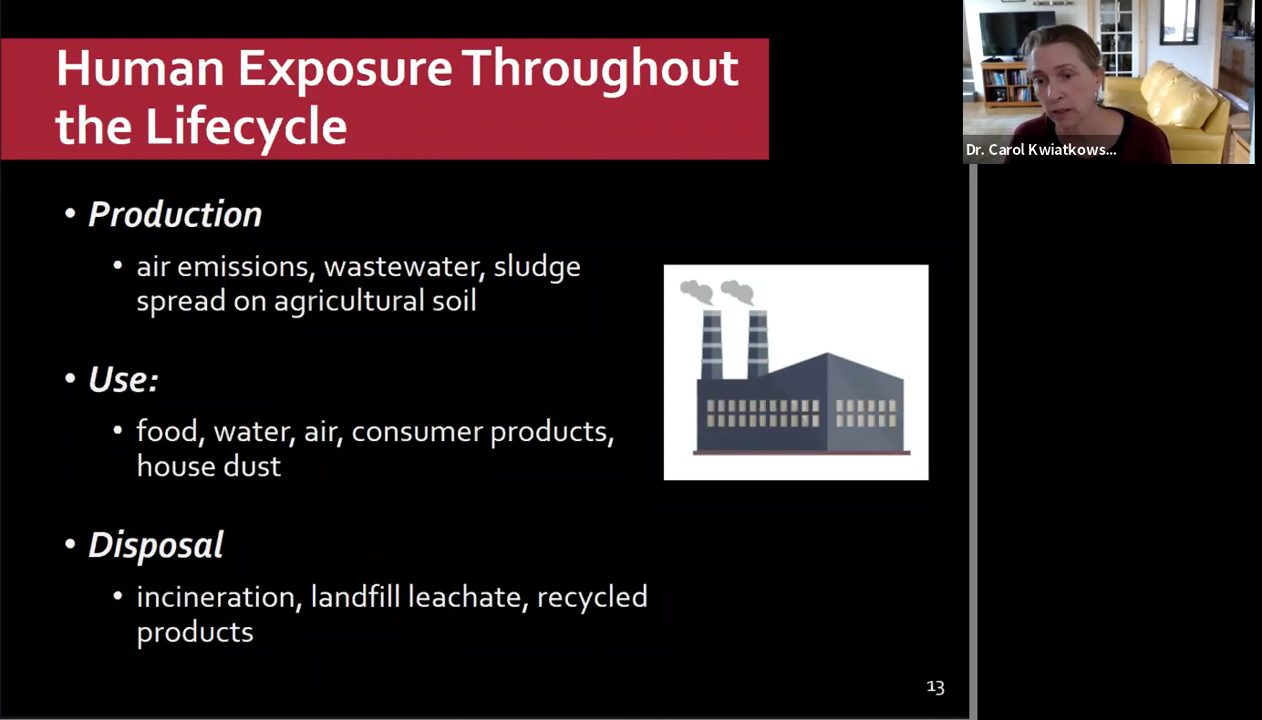 Human Exposure Throughout
the Lifecycle
Dr. Carol Kwiatkows...
• Production
• air emissions, wastewater, sludge
spread on agricultural soil
• Use:
• food, water, air, consumer products,
house dust
• Disposal
• incineration, landfill leachate, recycled
products
13